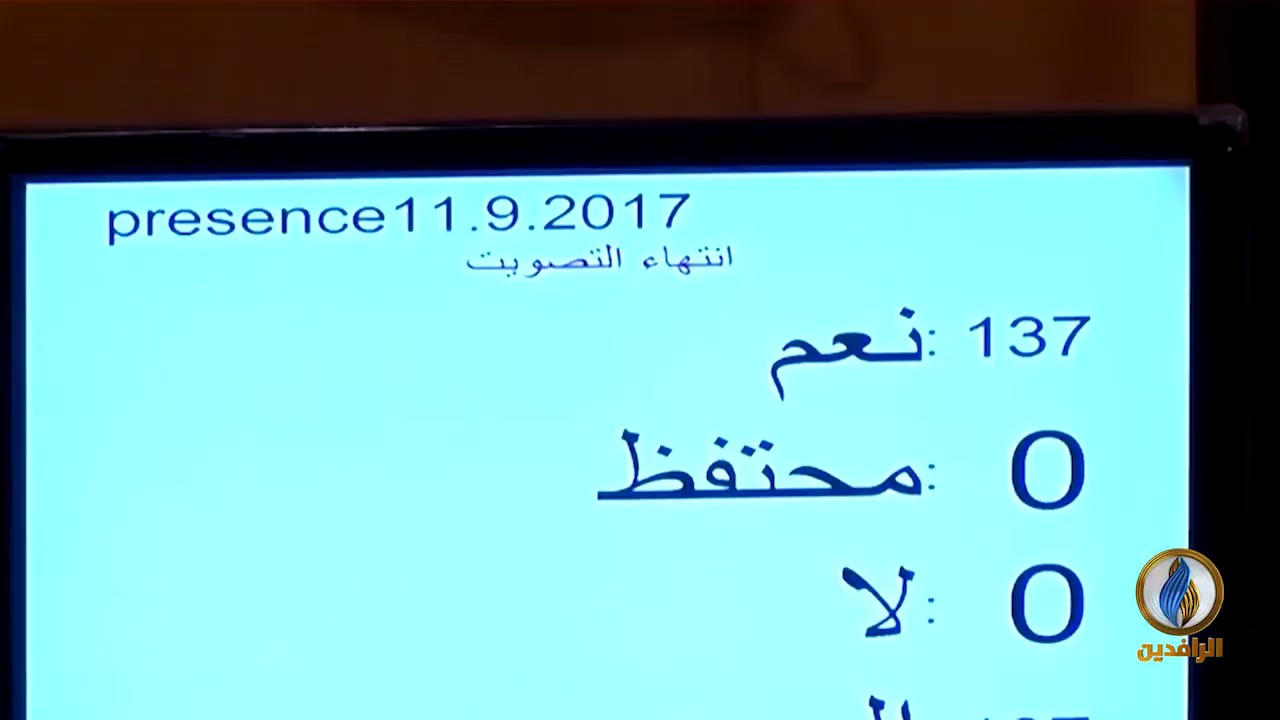 presence11.9.2017
انتهاء التصويت
نعم: 137
محتفظ: 0
لا: 0
الرافدين